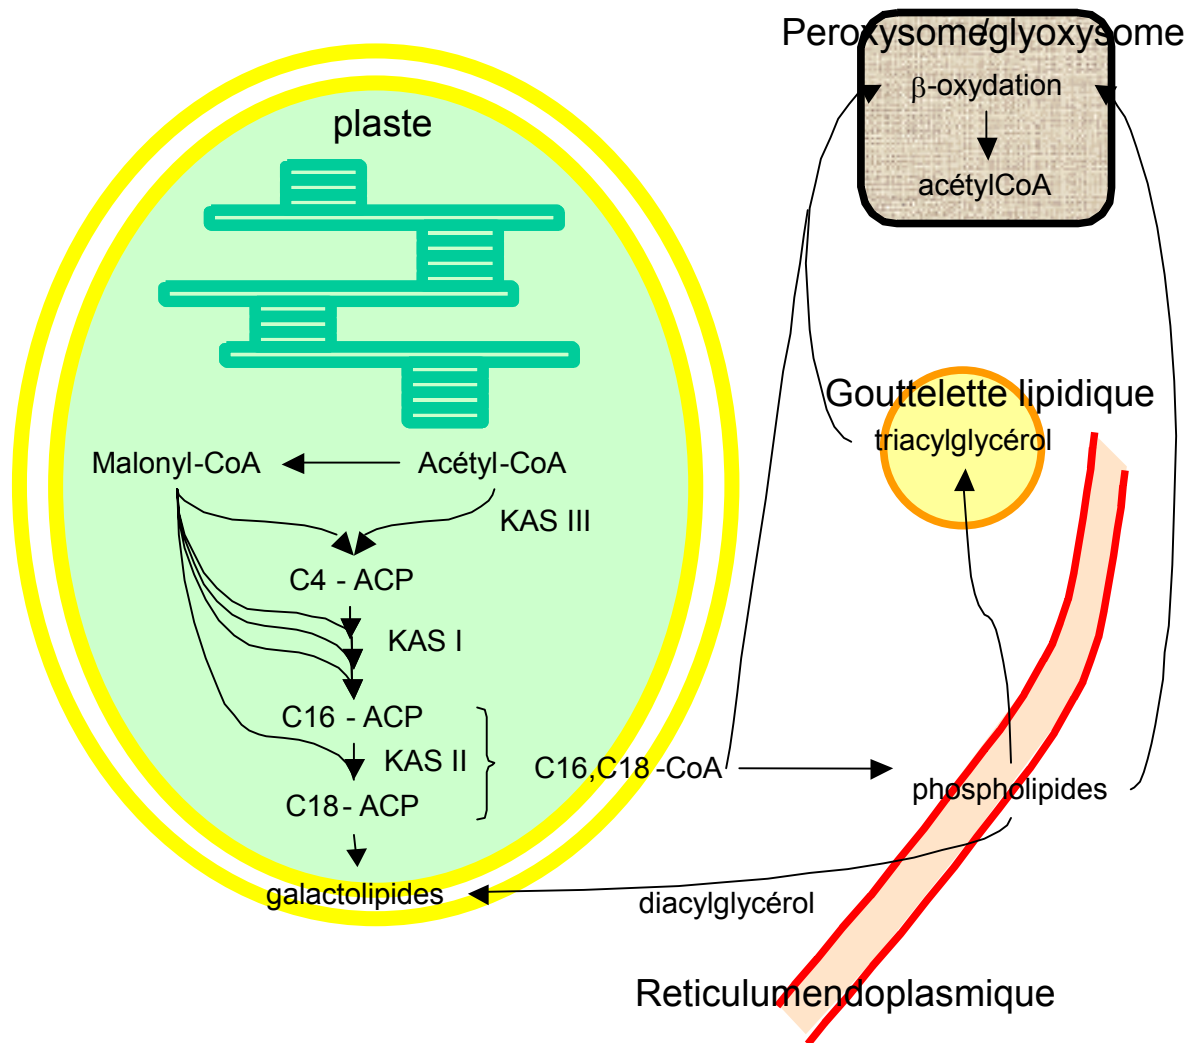 Peroxysome/glyoxysome
β-oxydation
acétylCoA
plaste
Gouttelette lipidique
triacylglycérol
Malonyl-CoA
Acétyl-CoA
KAS III
C4 - ACP
KAS I
C16 - ACP
KAS II
C16,C18-CoA
C18- ACP
phospholipides
galactolipides
diacylglycérol
Reticulumendoplasmique